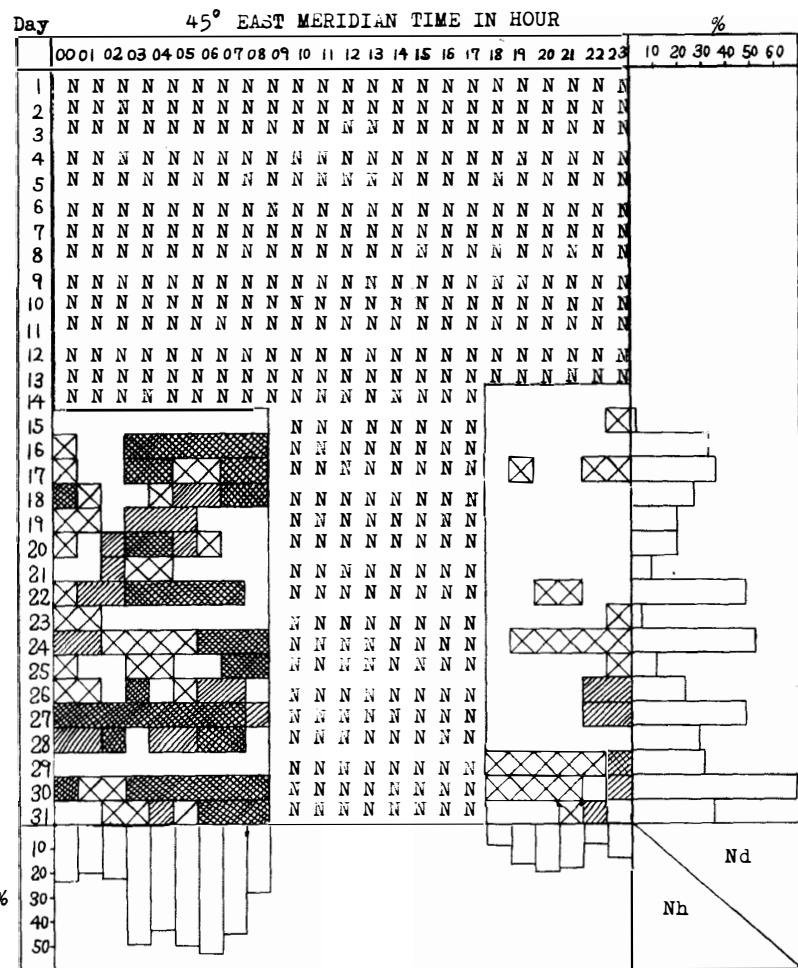 Day 45° EAST MERIDIAN TIME IN HOUR %
00 01 02 03 04 05 06 07 08 09 10 11 12 13 14 15 16 17 18 19 20 21 22 23 10 20 30 40 50 60
1 N N N N N N N N N N N N N N N N N N N N N N N
2 N N N N N N N N N N N N N N N N N N N N N N N
3 N N N N N N N N N N N N N N N N N N N N N N N
4 N N N N N N N N N N N N N N N N N N N N N N N
5 N N N N N N N N N N N N N N N N N N N N N N N
6 N N N N N N N N N N N N N N N N N N N N N N N
7 N N N N N N N N N N N N N N N N N N N N N N N
8 N N N N N N N N N N N N N N N N N N N N N N N
9 N N N N N N N N N N N N N N N N N N N N N N N
10 N N N N N N N N N N N N N N N N N N N N N N N
11 N N N N N N N N N N N N N N N N N N N N N N N
12 N N N N N N N N N N N N N N N N N N N N N N N
13 N N N N N N N N N N N N N N N N N N N N N N N
14 N N N N N N N N N N N N N N N N N
15 N N N N N N N N
16 N N N N N N N N
17 N N N N N N N N
18 N N N N N N N N
19 N N N N N N N N
20 N N N N N N N N
21 N N N N N N N N
22 N N N N N N N N
23 N N N N N N N N
24 N N N N N N N N
25 N N N N N N N N
26 N N N N N N N N
27 N N N N N N N N
28 N N N N N N N N
29 N N N N N N N N
30 N N N N N N N N
31 N N N N N N N N
10
20
% 30
40
50
Nd
Nh